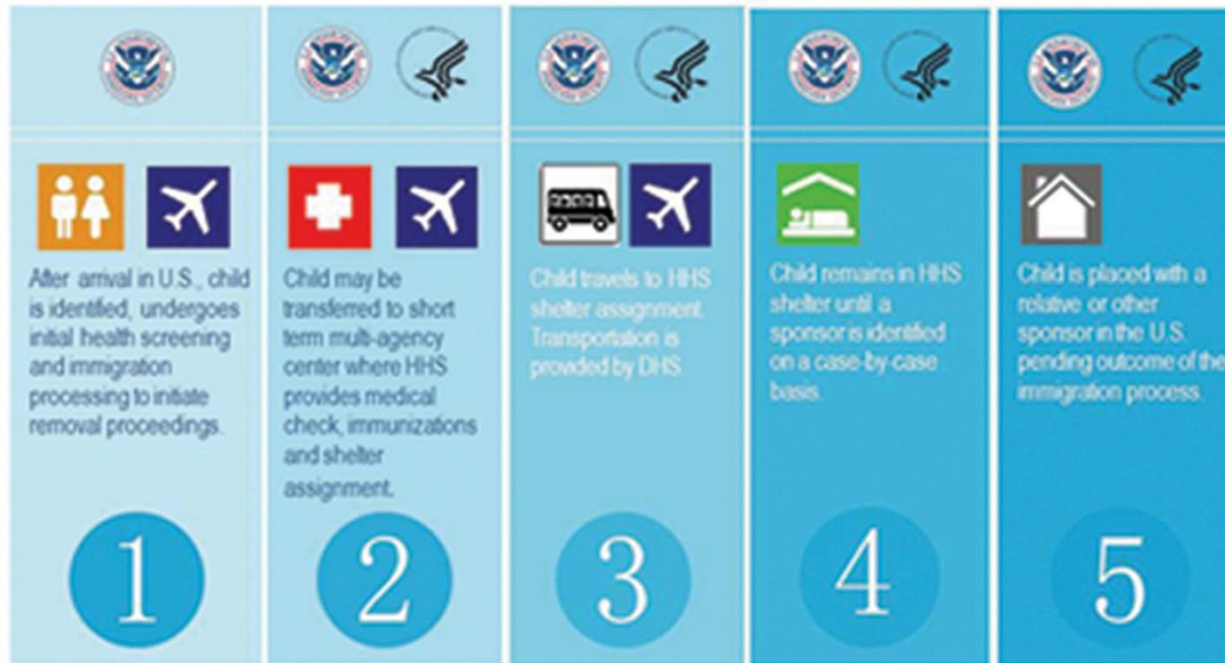 After arrival in U.S., child
is identified, undergoes
initial health screening
and immigration
processing to initiate
removal proceedings.
1
Child may be
transferred to short
term multi-agency
center where HHS
provides medical
check, immunizations
and shelter
assignment.
2
Child travels to HHS
shelter assignment.
Transportation is
provided by DHS.
3
Child remains in HHS
shelter until a
sponsor is identified
on a case-by-case
basis.
4
Child is placed with a
relative or other
sponsor in the U.S.
pending outcome of the
immigration process.
5